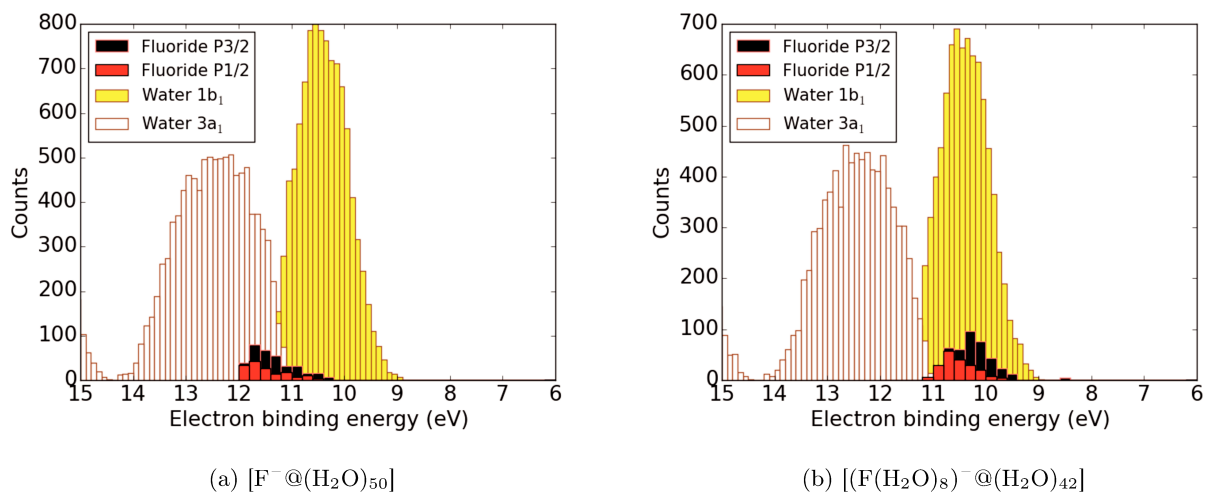 800
700
600
500
400
300
200
100
0
Counts
Fluoride P3/2
Fluoride P1/2
Water 1b₁
Water 3a₁
15 14 13 12 11 10 9 8 7 6
Electron binding energy (eV)
(a) [F⁻@(H₂O)₅₀]
700
600
500
400
300
200
100
0
Counts
Fluoride P3/2
Fluoride P1/2
Water 1b₁
Water 3a₁
15 14 13 12 11 10 9 8 7 6
Electron binding energy (eV)
(b) [(F(H₂O)₈)⁻@(H₂O)₄₂]